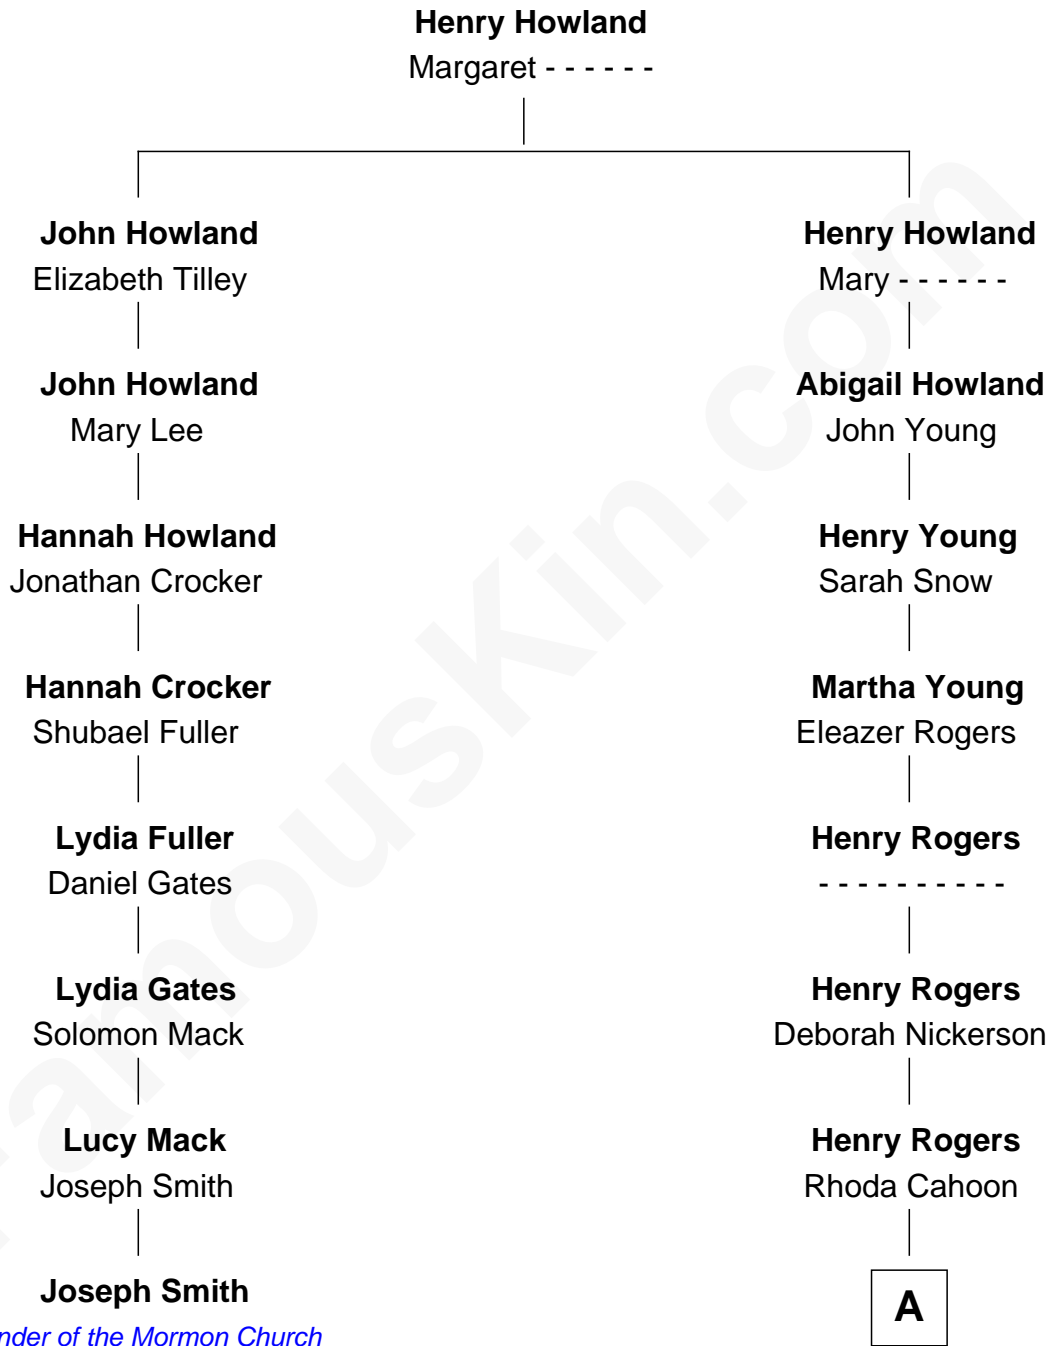 Henry Howland
Margaret - - - - - -
John Howland
Elizabeth Tilley
Henry Howland
Mary - - - - - -
John Howland
Mary Lee
Abigail Howland
John Young
Hannah Howland
Jonathan Crocker
Henry Young
Sarah Snow
Hannah Crocker
Shubael Fuller
Martha Young
Eleazer Rogers
Lydia Fuller
Daniel Gates
Henry Rogers
- - - - - - - - - -
Lydia Gates
Solomon Mack
Henry Rogers
Deborah Nickerson
Lucy Mack
Joseph Smith
Henry Rogers
Rhoda Cahoon
Joseph Smith
nder of the Mormon Church
A
FamousKin.com